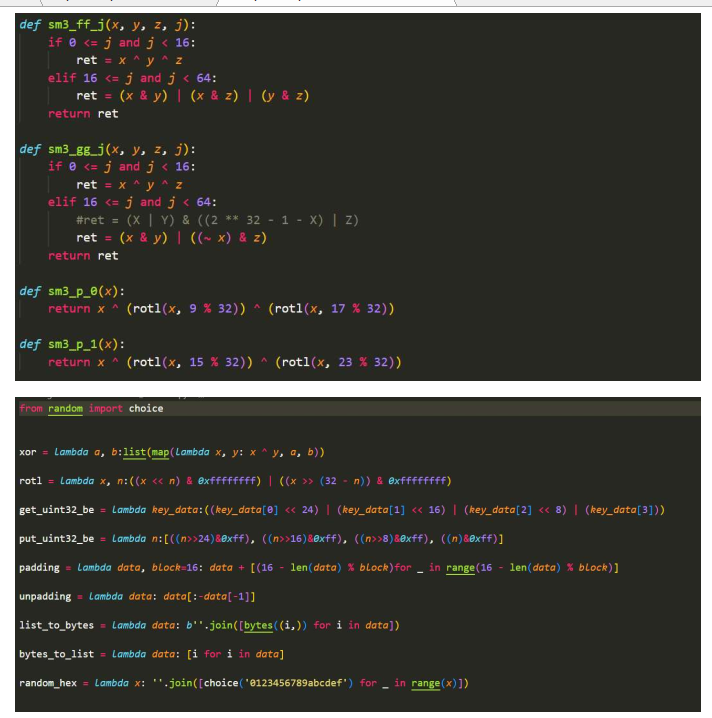 def sm3_ff_j(x, y, z, j):
    if 0 <= j and j < 16:
        ret = x ^ y ^ z
    elif 16 <= j and j < 64:
        ret = (x & y) | (x & z) | (y & z)
    return ret
def sm3_gg_j(x, y, z, j):
    if 0 <= j and j < 16:
        ret = x ^ y ^ z
    elif 16 <= j and j < 64:
        #ret = (X | Y) & ((2 ** 32 - 1 - X) | Z)
        ret = (x & y) | ((~ x) & z)
    return ret
def sm3_p_0(x):
    return x ^ (rotl(x, 9 % 32)) ^ (rotl(x, 17 % 32))
def sm3_p_1(x):
    return x ^ (rotl(x, 15 % 32)) ^ (rotl(x, 23 % 32))
from random import choice
xor = lambda a, b:list(map(lambda x, y: x ^ y, a, b))
rotl = lambda x, n:((x << n) & 0xffffffff) | ((x >> (32 - n)) & 0xffffffff)
get_uint32_be = lambda key_data:((key_data[0] << 24) | (key_data[1] << 16) | (key_data[2] << 8) | (key_data[3]))
put_uint32_be = lambda n:[((n>>24)&0xff), ((n>>16)&0xff), ((n>>8)&0xff), ((n)&0xff)]
padding = lambda data, block=16: data + [(16 - len(data) % block)for _ in range(16 - len(data) % block)]
unpadding = lambda data: data[:-data[-1]]
list_to_bytes = lambda data: b''.join([bytes((i,)) for i in data])
bytes_to_list = lambda data: [i for i in data]
random_hex = lambda x: ''.join([choice('0123456789abcdef') for _ in range(x)])